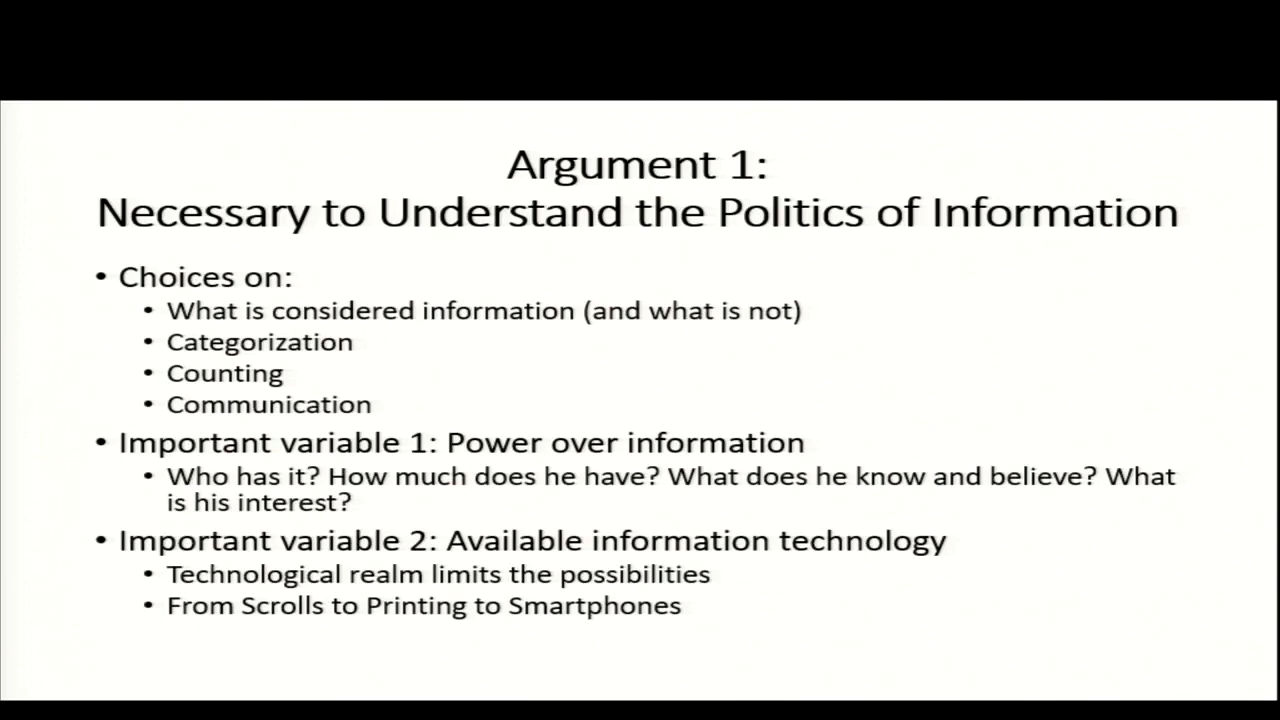 Argument 1:
Necessary to Understand the Politics of Information
• Choices on:
• What is considered information (and what is not)
• Categorization
• Counting
• Communication
• Important variable 1: Power over information
• Who has it? How much does he have? What does he know and believe? What
is his interest?
• Important variable 2: Available information technology
• Technological realm limits the possibilities
• From Scrolls to Printing to Smartphones